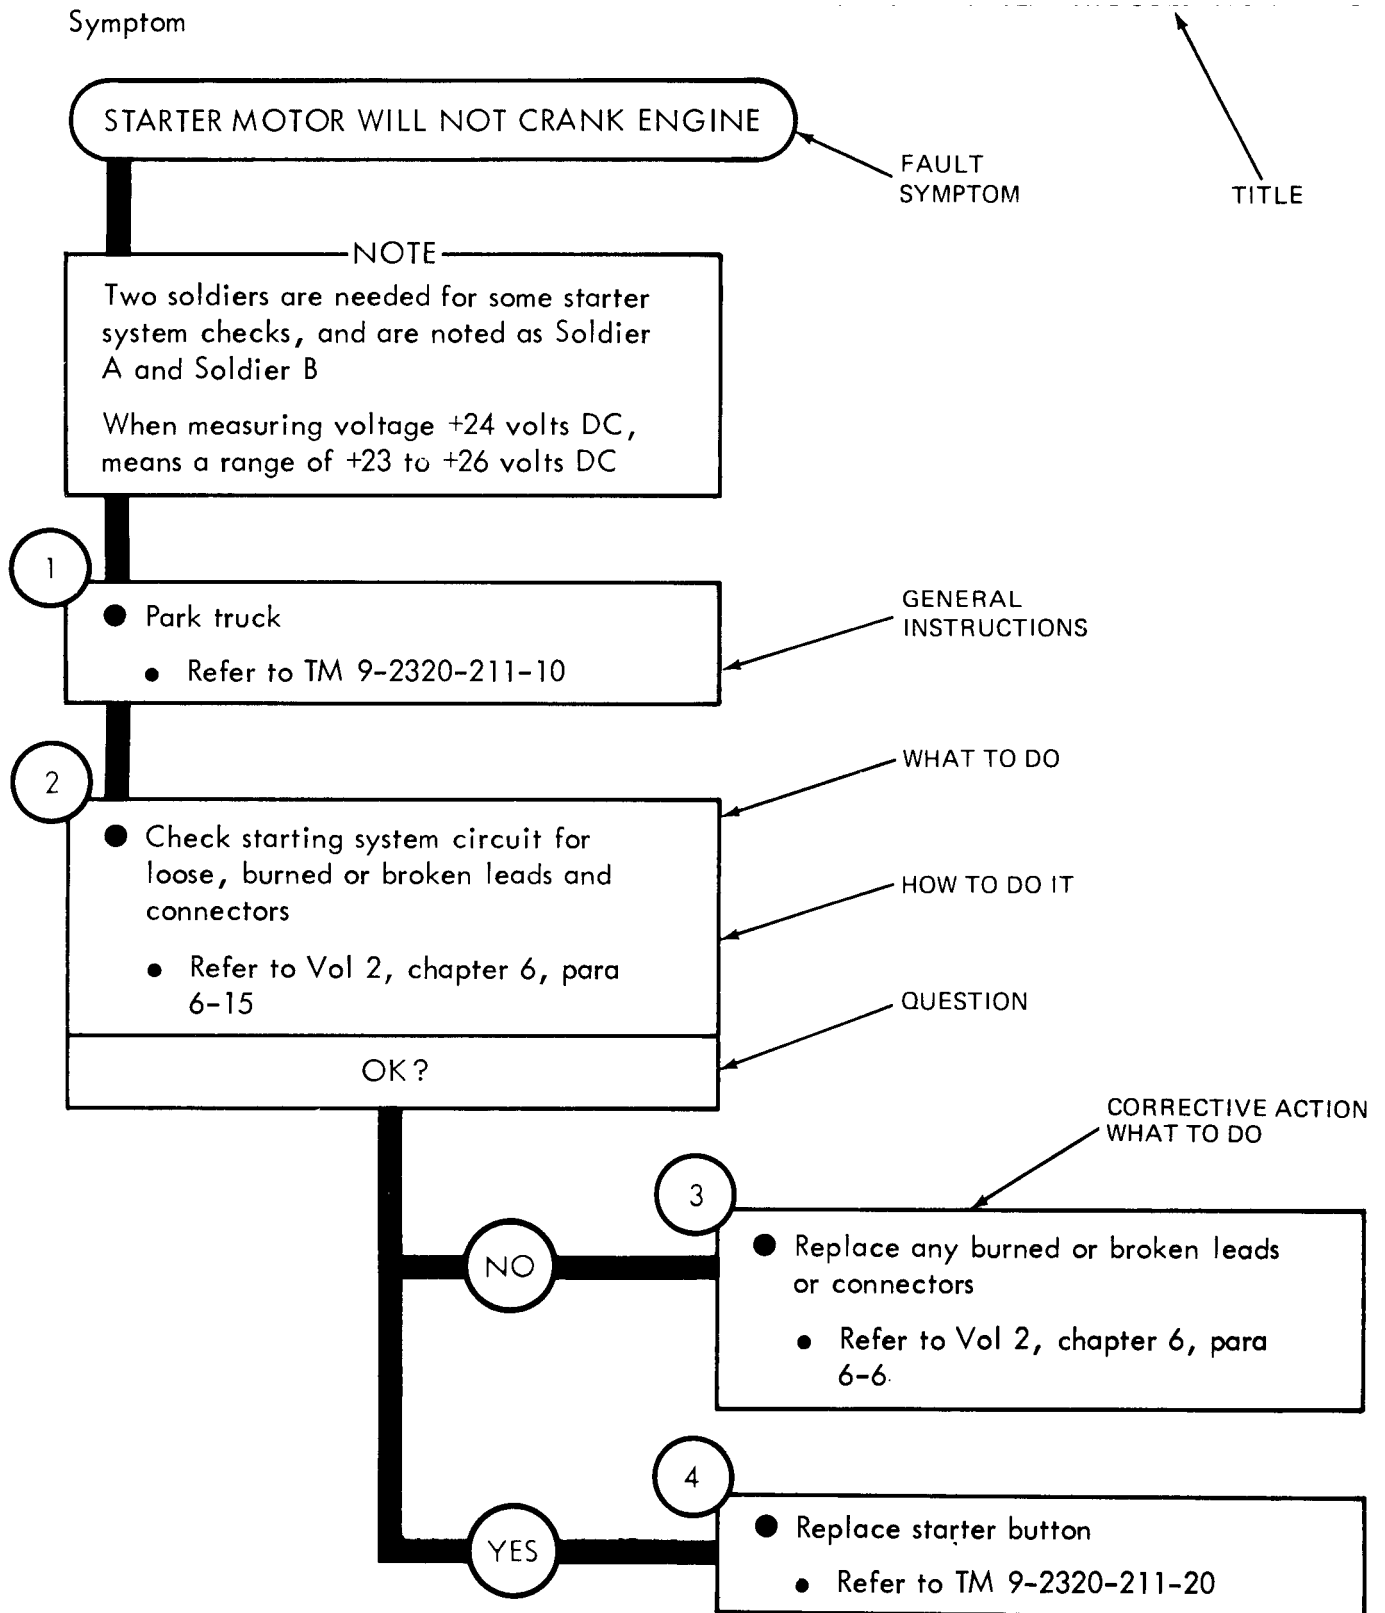 Symptom
STARTER MOTOR WILL NOT CRANK ENGINE
FAULT
SYMPTOM
TITLE
NOTE
Two soldiers are needed for some starter
system checks, and are noted as Soldier
A and Soldier B
When measuring voltage +24 volts DC,
means a range of +23 to +26 volts DC
1
● Park truck
● Refer to TM 9-2320-211-10
GENERAL
INSTRUCTIONS
2
● Check starting system circuit for
loose, burned or broken leads and
connectors
● Refer to Vol 2, chapter 6, para
6-15
OK?
WHAT TO DO
HOW TO DO IT
QUESTION
CORRECTIVE ACTION
WHAT TO DO
NO
3
● Replace any burned or broken leads
or connectors
● Refer to Vol 2, chapter 6, para
6-6
YES
4
● Replace starter button
● Refer to TM 9-2320-211-20